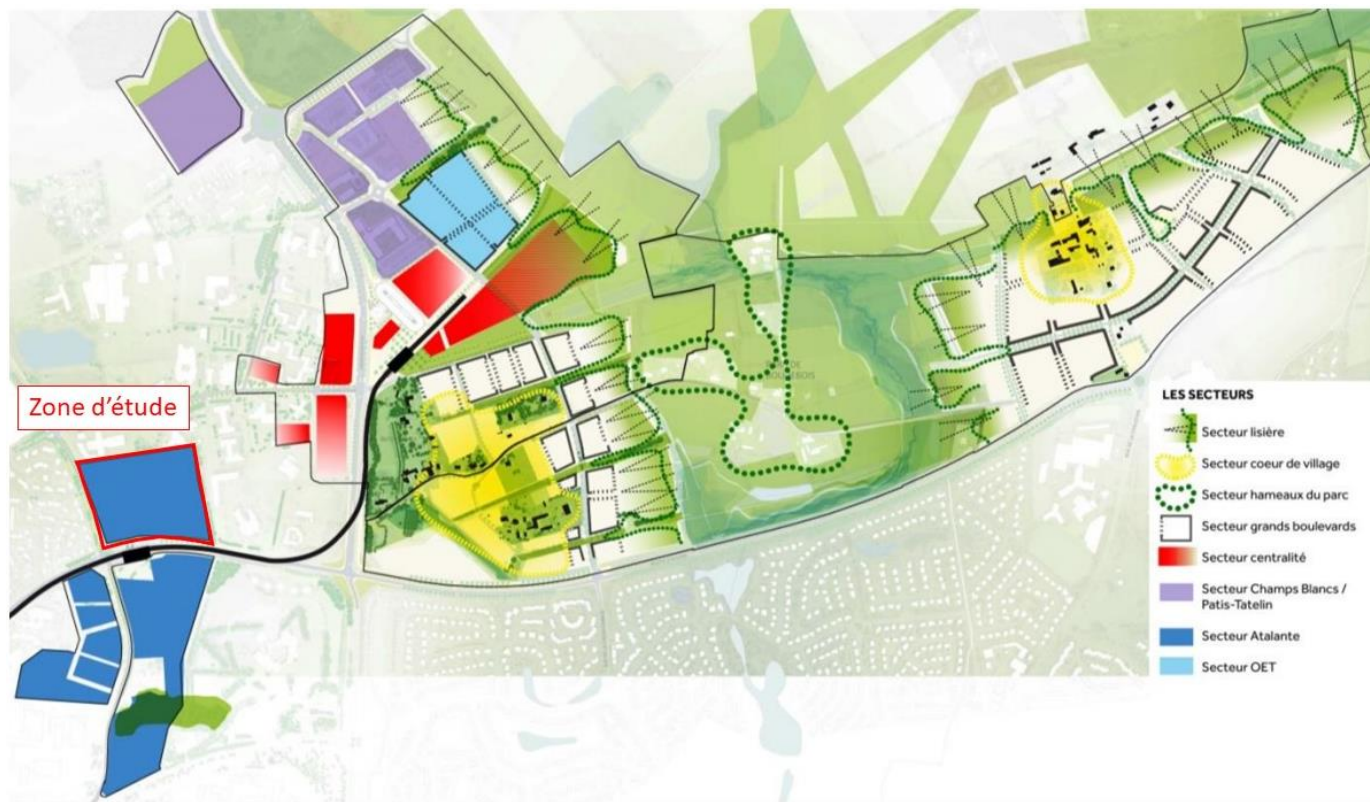 Zone d'étude
LES SECTEURS
Secteur lisière
Secteur coeur de village
Secteur hameaux du parc
Secteur grands boulevards
Secteur centralité
Secteur Champs Blancs /
Patis-Tatelin
Secteur Atalante
Secteur OET